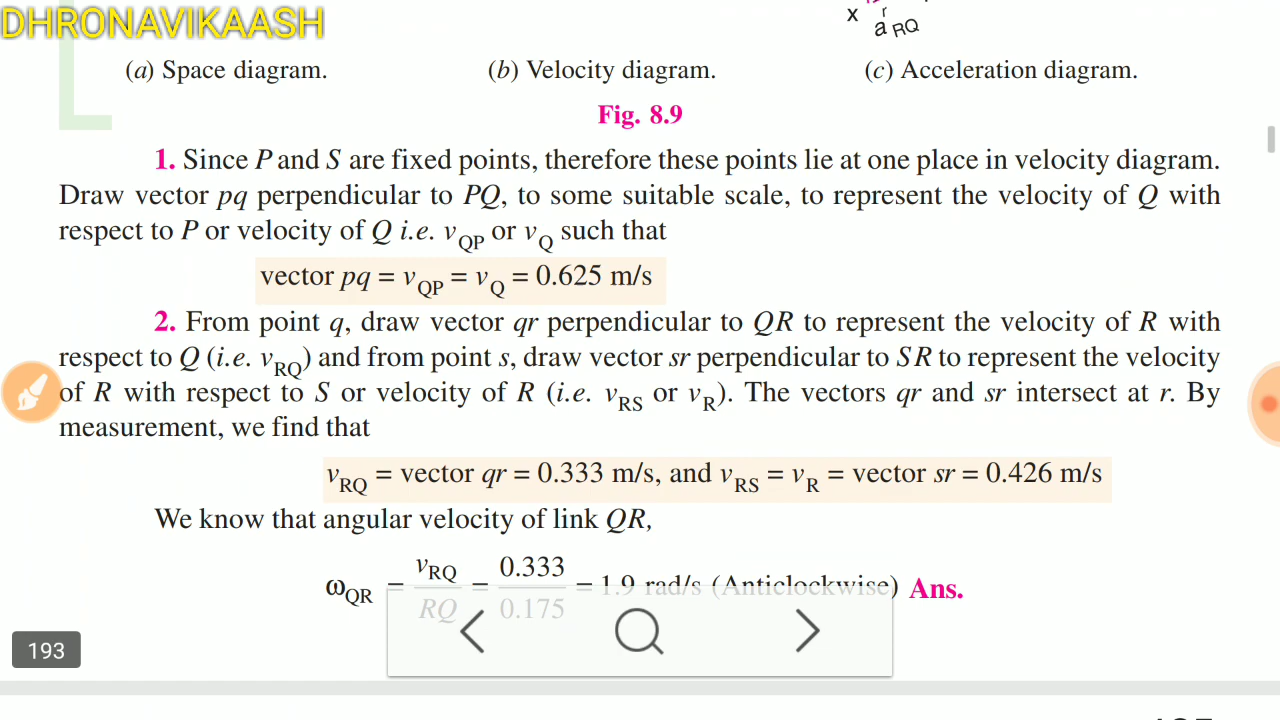 DHRONAVIKAASH
x
r
a RQ
(a) Space diagram. (b) Velocity diagram. (c) Acceleration diagram.
Fig. 8.9
1. Since P and S are fixed points, therefore these points lie at one place in velocity diagram.
Draw vector pq perpendicular to PQ, to some suitable scale, to represent the velocity of Q with
respect to P or velocity of Q i.e. vQP or vQ such that
vector pq = vQP = vQ = 0.625 m/s
2. From point q, draw vector qr perpendicular to QR to represent the velocity of R with
respect to Q (i.e. vRQ) and from point s, draw vector sr perpendicular to SR to represent the velocity
of R with respect to S or velocity of R (i.e. vRS or vR). The vectors qr and sr intersect at r. By
measurement, we find that
vRQ = vector qr = 0.333 m/s, and vRS = vR = vector sr = 0.426 m/s
We know that angular velocity of link QR,
ωQR = vRQ / RQ = 0.333 / 0.175 = 1.9 rad/s (Anticlockwise) Ans.
193